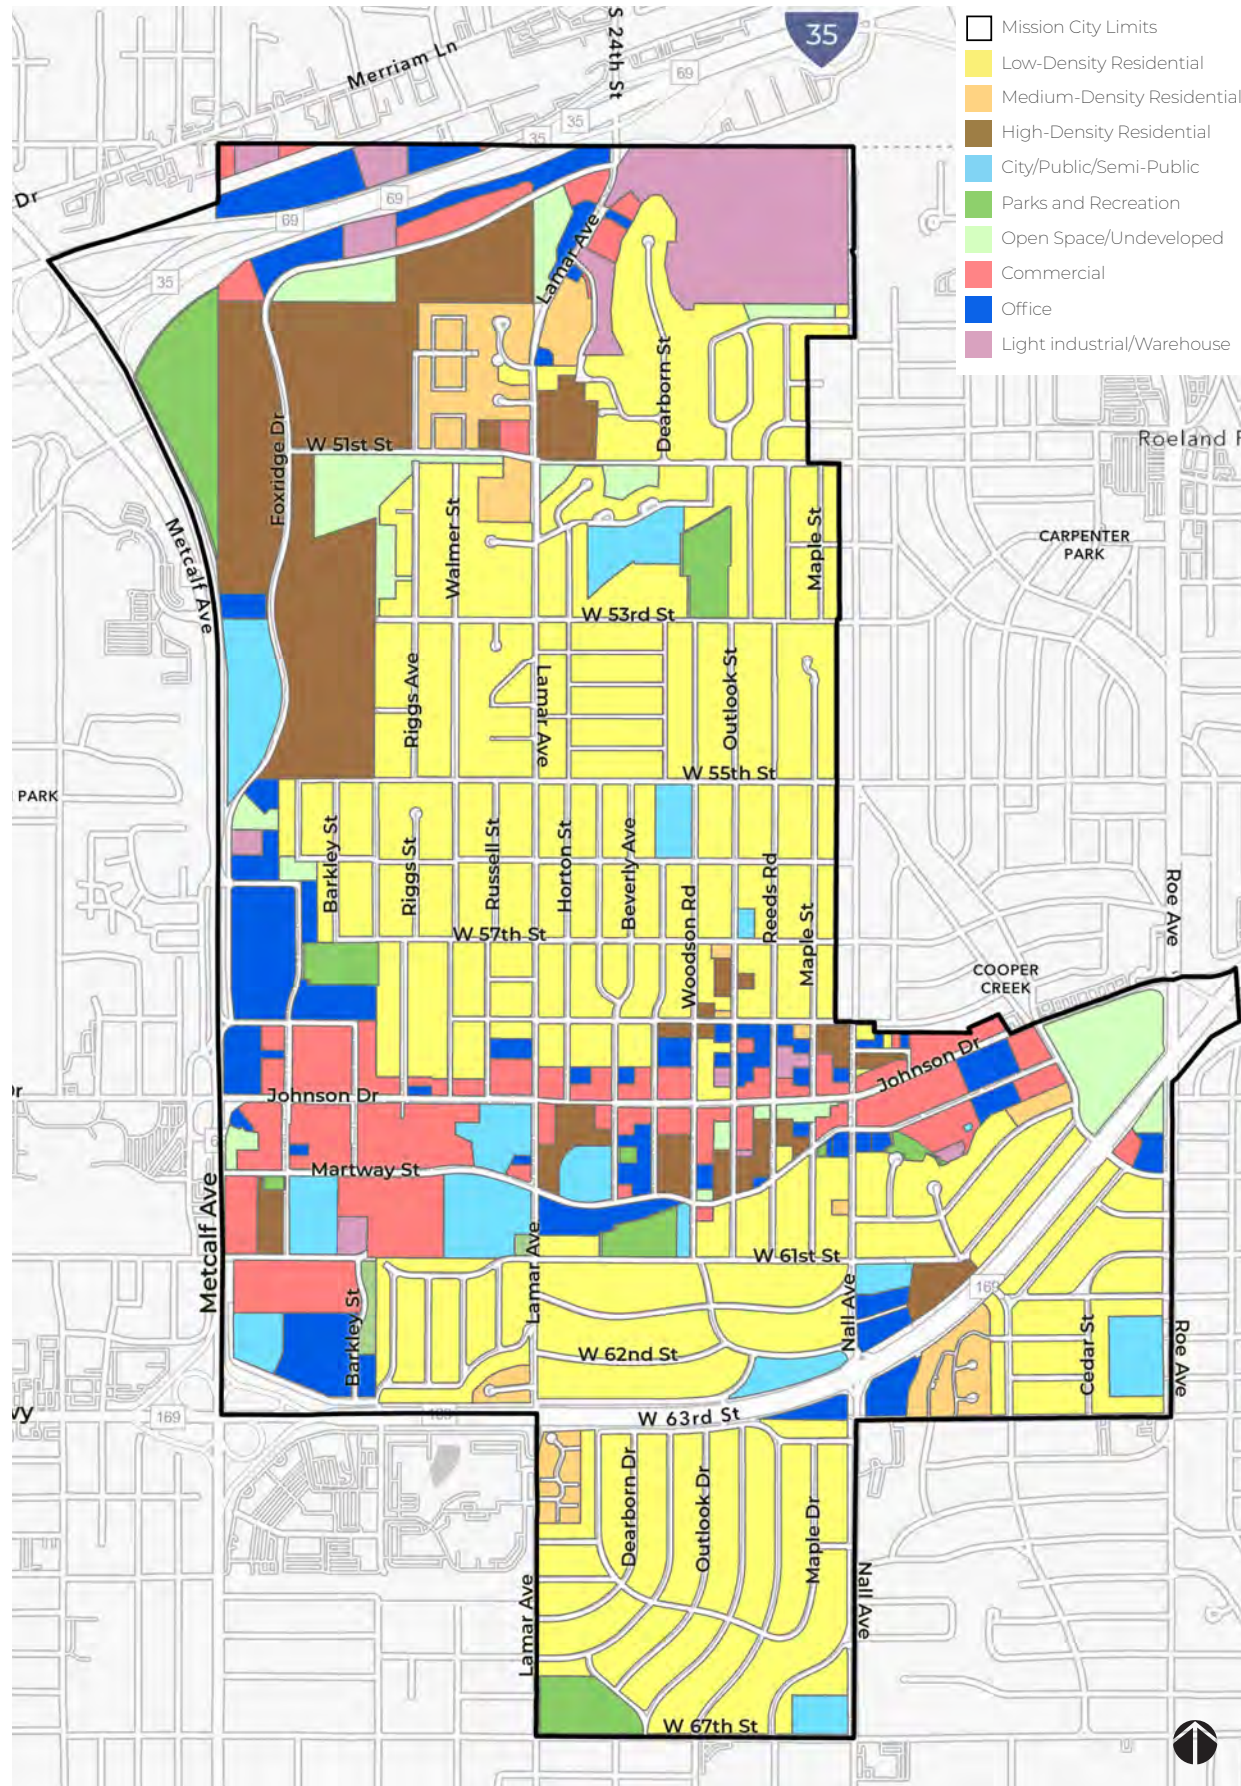 S 24th St
35
Merriam Ln
69
35
35
Mission City Limits
Low-Density Residential
Medium-Density Residential
High-Density Residential
City/Public/Semi-Public
Parks and Recreation
Open Space/Undeveloped
Commercial
Office
Light industrial/Warehouse
Dr
69
69
35
Lamar Ave
Dearborn St
Foxridge Dr
W 51st St
Roeland
Metcalf Ave
Walmer St
Maple St
CARPENTER
PARK
W 53rd St
Riggs Ave
Lamar Ave
Outlook St
W 55th St
PARK
Barkley St
Riggs St
Russell St
Horton St
Beverly Ave
Woodson Rd
Reeds Rd
Maple St
Roe Ave
W 57th St
COOPER
CREEK
Johnson Dr
Johnson Dr
Martway St
Metcalf Ave
W 61st St
Lamar Ave
Barkley St
Nall Ave
169
W 62nd St
Cedar St
Roe Ave
169
169
W 63rd St
Dearborn Dr
Outlook Dr
Maple Dr
Lamar Ave
Nall Ave
W 67th St